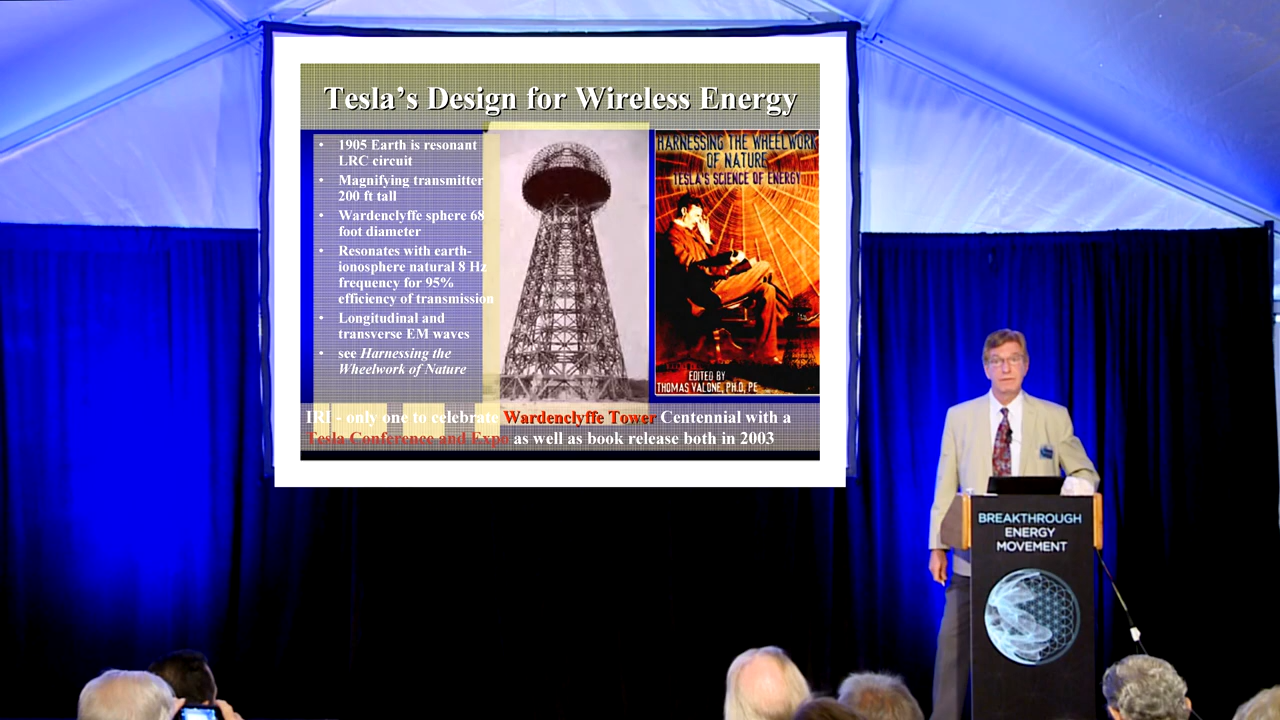 Tesla's Design for Wireless Energy
• 1905 Earth is resonant
LRC circuit
• Magnifying transmitter
200 ft tall
• Wardenclyffe sphere 68
foot diameter
• Resonates with earth-
ionosphere natural 8 Hz
frequency for 95%
efficiency of transmission
• Longitudinal and
transverse EM waves
• see Harnessing the
Wheelwork of Nature
HARNESSING THE WHEELWORK
OF NATURE
TESLA'S SCIENCE OF ENERGY
EDITED BY
THOMAS VALONE, PH.D, PE
IRI - only one to celebrate Wardenclyffe Tower Centennial with a
Tesla Conference and Expo as well as book release both in 2003
BREAKTHROUGH
ENERGY
MOVEMENT